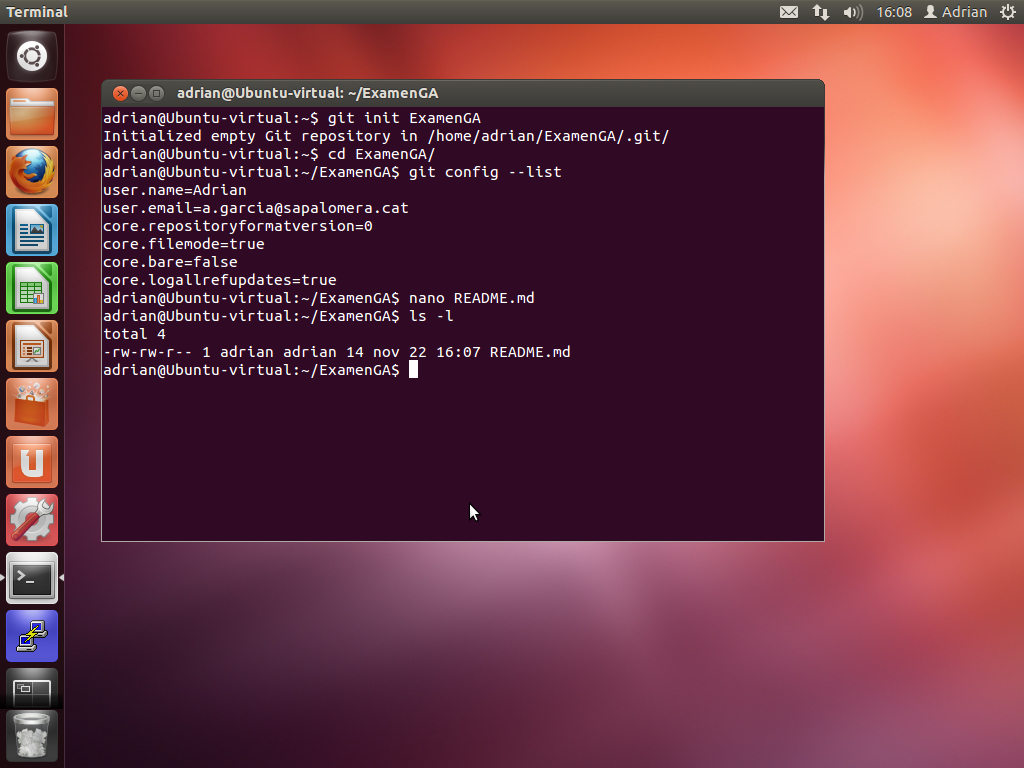 Terminal
16:08 Adrian
adrian@Ubuntu-virtual: ~/ExamenGA
adrian@Ubuntu-virtual:~$ git init ExamenGA
Initialized empty Git repository in /home/adrian/ExamenGA/.git/
adrian@Ubuntu-virtual:~$ cd ExamenGA/
adrian@Ubuntu-virtual:~/ExamenGA$ git config --list
user.name=Adrian
user.email=a.garcia@sapalomera.cat
core.repositoryformatversion=0
core.filemode=true
core.bare=false
core.logallrefupdates=true
adrian@Ubuntu-virtual:~/ExamenGA$ nano README.md
adrian@Ubuntu-virtual:~/ExamenGA$ ls -l
total 4
-rw-rw-r-- 1 adrian adrian 14 nov 22 16:07 README.md
adrian@Ubuntu-virtual:~/ExamenGA$